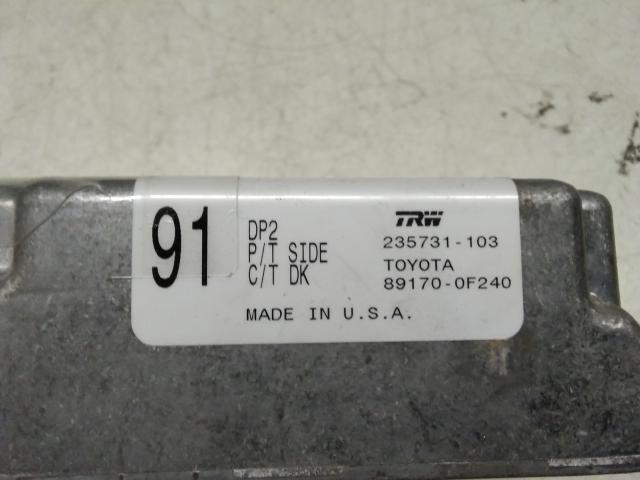 91
DP2
P/T SIDE
C/T DK
TRW
235731-103
TOYOTA
89170-0F240
MADE IN U.S.A.